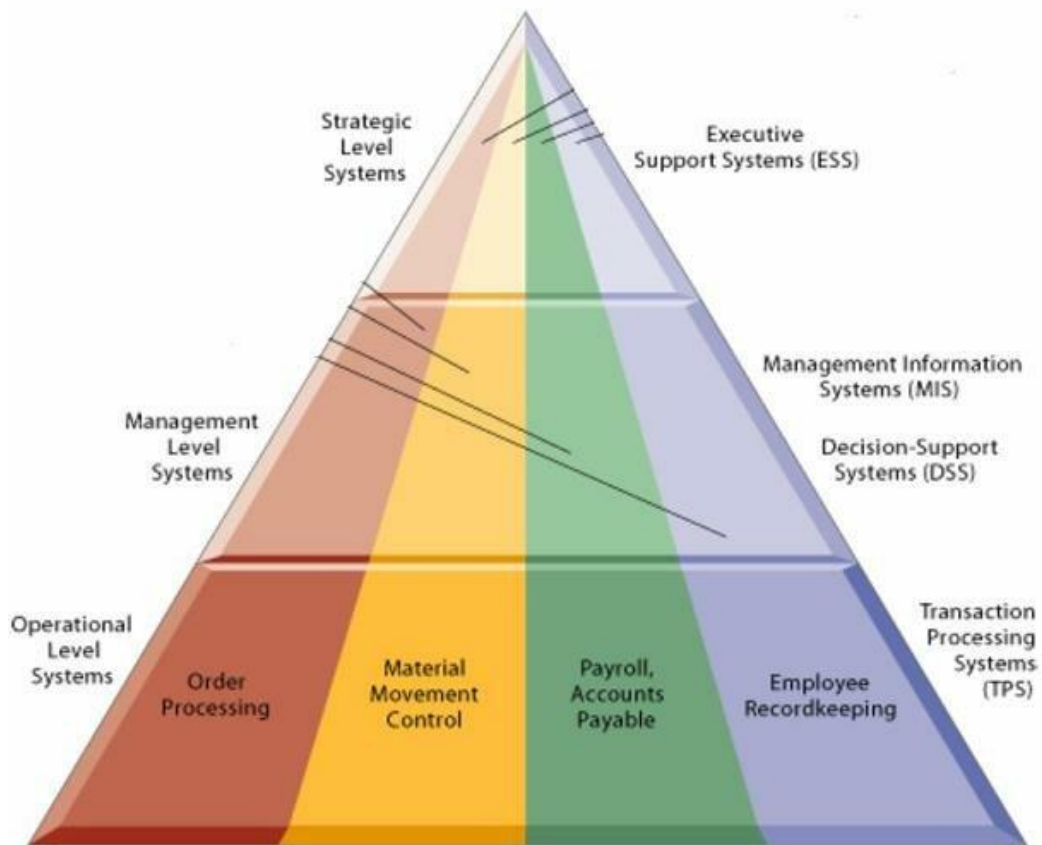 Strategic
Level
Systems
Executive
Support Systems (ESS)
Management Information
Systems (MIS)
Management
Level
Systems
Decision-Support
Systems (DSS)
Operational
Level
Systems
Transaction
Processing
Systems
(TPS)
Order
Processing
Material
Movement
Control
Payroll,
Accounts
Payable
Employee
Recordkeeping